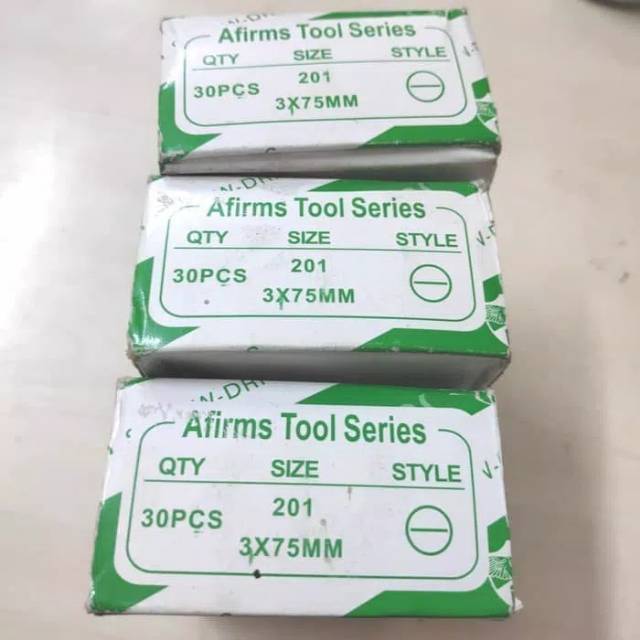 Afirms Tool Series
QTY SIZE STYLE
30PCS 201
3X75MM
Afirms Tool Series
QTY SIZE STYLE
30PCS 201
3X75MM
Afirms Tool Series
QTY SIZE STYLE
30PCS 201
3X75MM